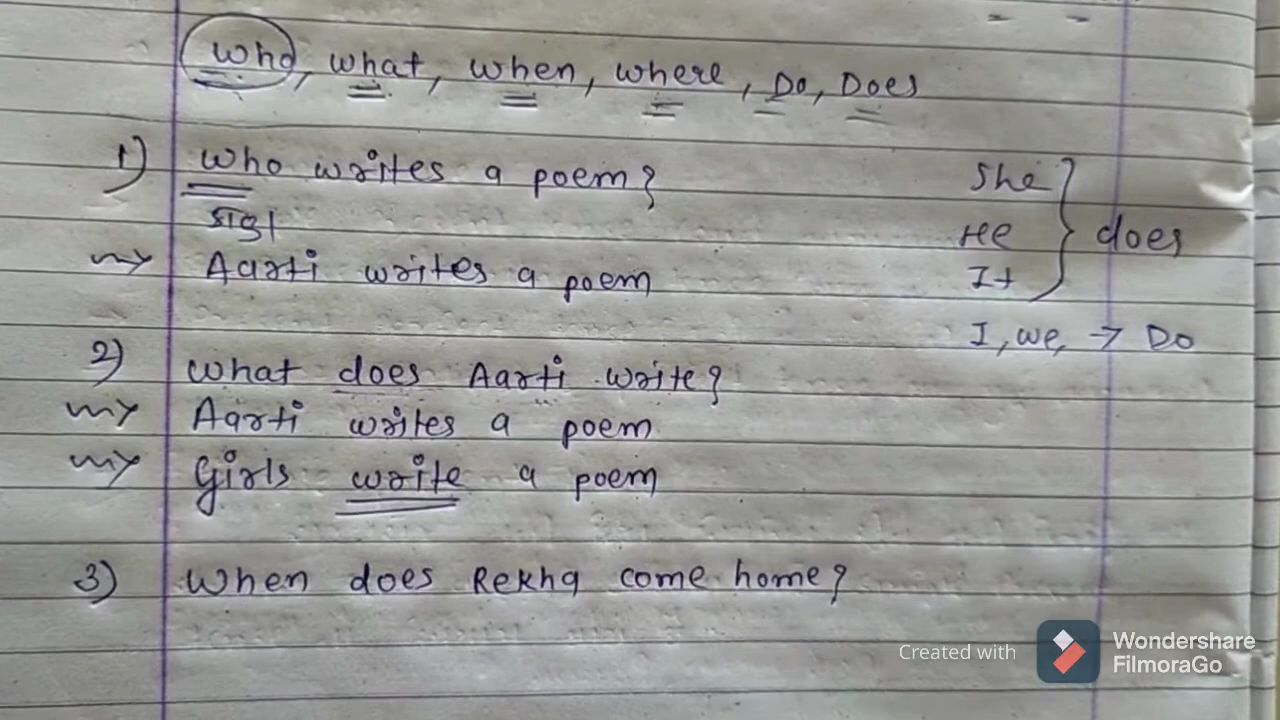 Who, what, when, where, Do, Does
1) Who writes a poem?
Aarti writes a poem
She
He
It
does
I, we, → Do
2) What does Aarti write?
Aarti writes a poem
Girls write a poem
3) When does Rekha come home?
Created with
Wondershare
FilmoraGo